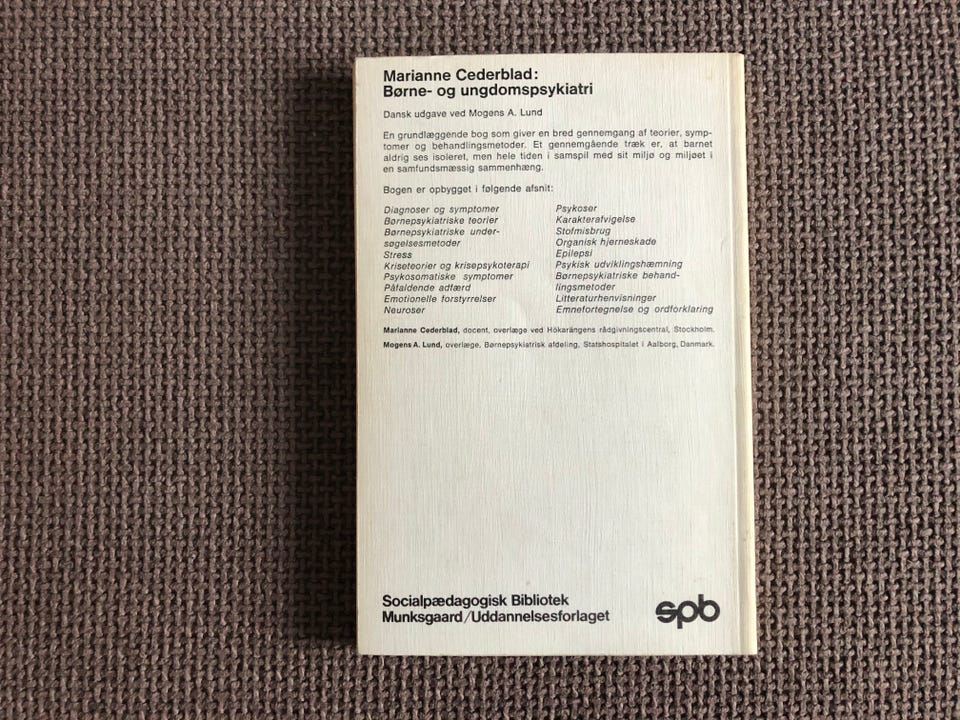 Marianne Cederblad:
Børne- og ungdomspsykiatri
Dansk udgave ved Mogens A. Lund
En grundlæggende bog som giver en bred gennemgang af teorier, symp-
tomer og behandlingsmetoder. Et gennemgående træk er, at barnet
aldrig ses isoleret, men hele tiden i samspil med sit miljø og miljøet i
en samfundsmæssig sammenhæng.
Bogen er opbygget i følgende afsnit:
Diagnoser og symptomer
Børnepsykiatriske teorier
Børnepsykiatriske under-
søgelsesmetoder
Stress
Kriseteorier og krisepsykoterapi
Psykosomatiske symptomer
Påfaldende adfærd
Emotionelle forstyrrelser
Neuroser
Psykoser
Karakterafvigelse
Stofmisbrug
Organisk hjerneskade
Epilepsi
Psykisk udviklingshæmning
Børnepsykiatriske behand-
lingsmetoder
Litteraturhenvisninger
Emnefortegnelse og ordforklaring
Marianne Cederblad, docent, overlæge ved Hökarängens rådgivningscentral, Stockholm.
Mogens A. Lund, overlæge, Børnepsykiatrisk afdeling, Statshospitalet i Aalborg, Danmark.
Socialpædagogisk Bibliotek
Munksgaard/Uddannelsesforlaget
spb